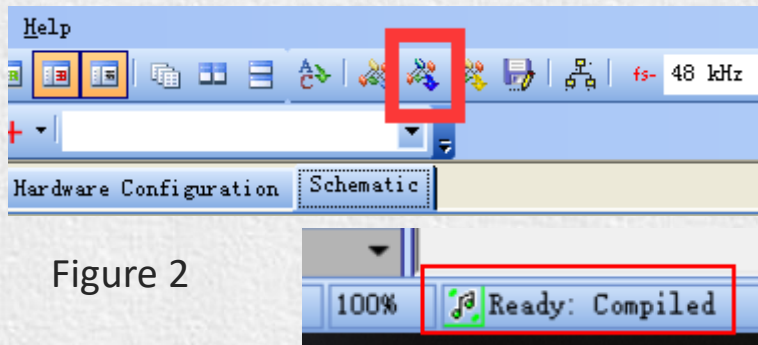 Help
fs- 48 kHz
Hardware Configuration Schematic
Figure 2
100% Ready: Compiled